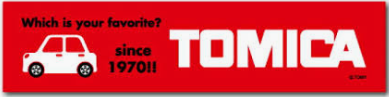 Which is your favorite?
since
1970!!
TOMICA